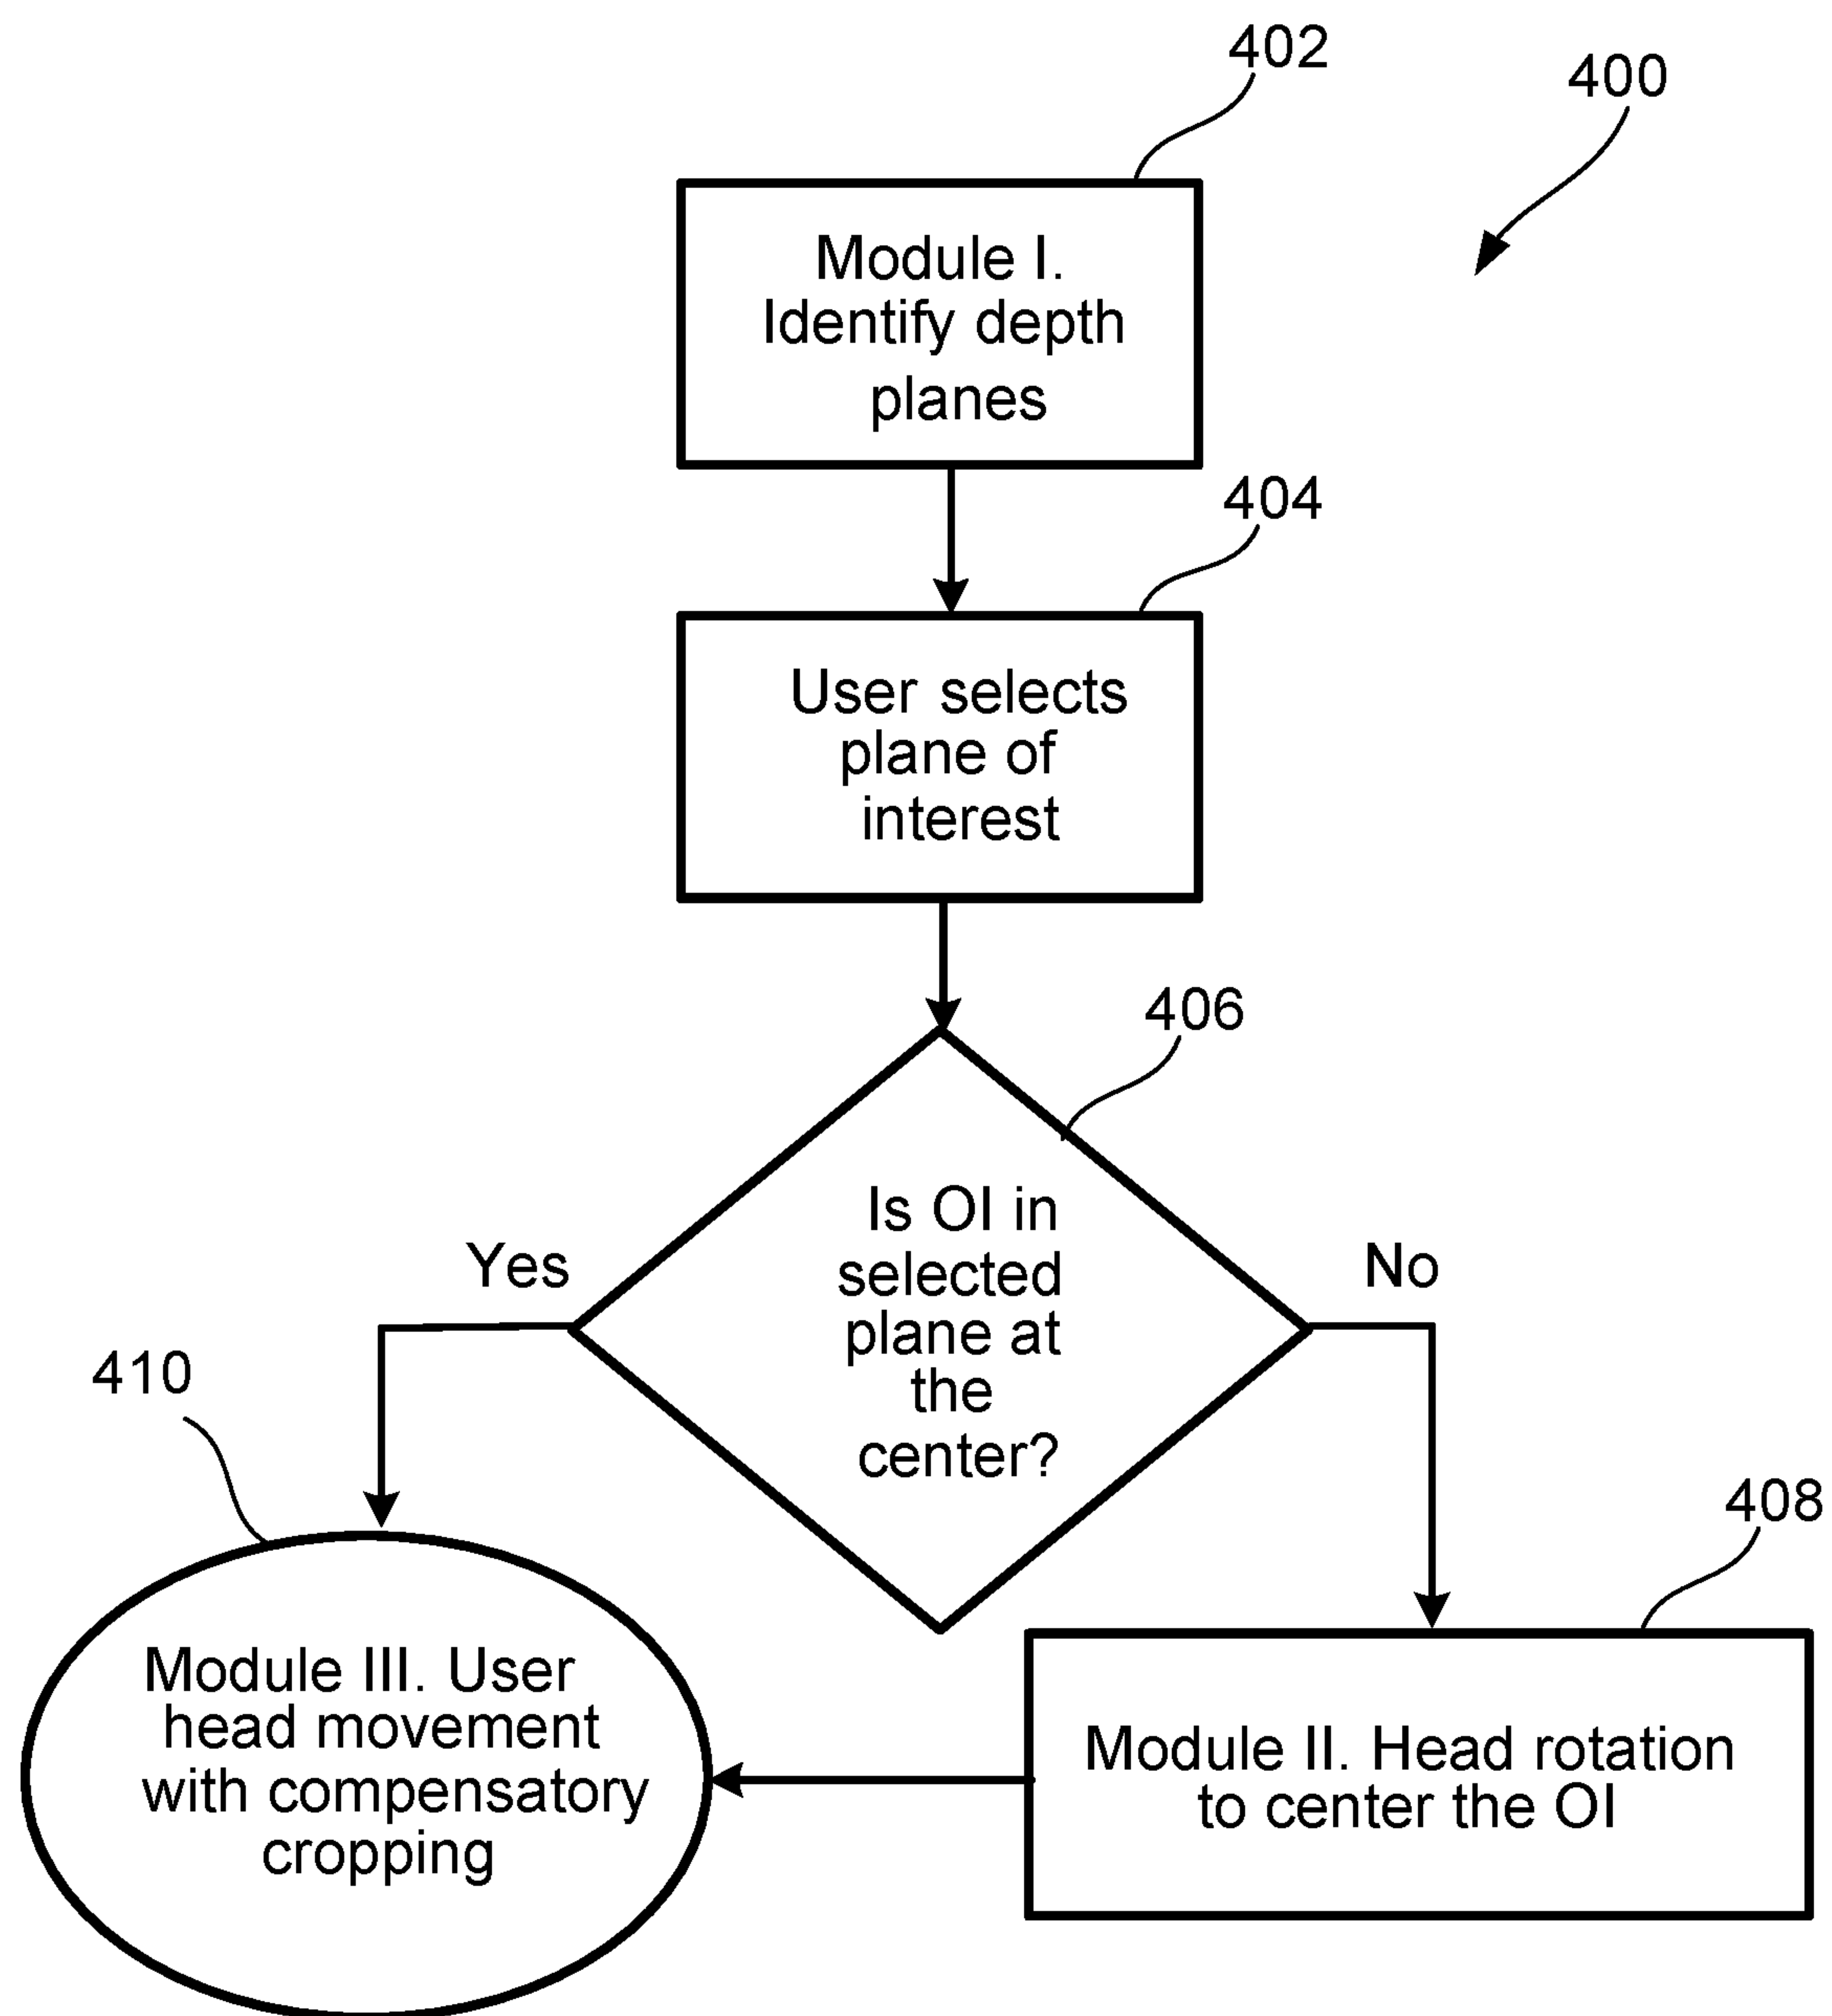 402
400
Module I.
Identify depth
planes
404
User selects
plane of
interest
406
Is OI in
selected
plane at
the
center?
Yes
No
410
408
Module III. User
head movement
with compensatory
cropping
Module II. Head rotation
to center the OI